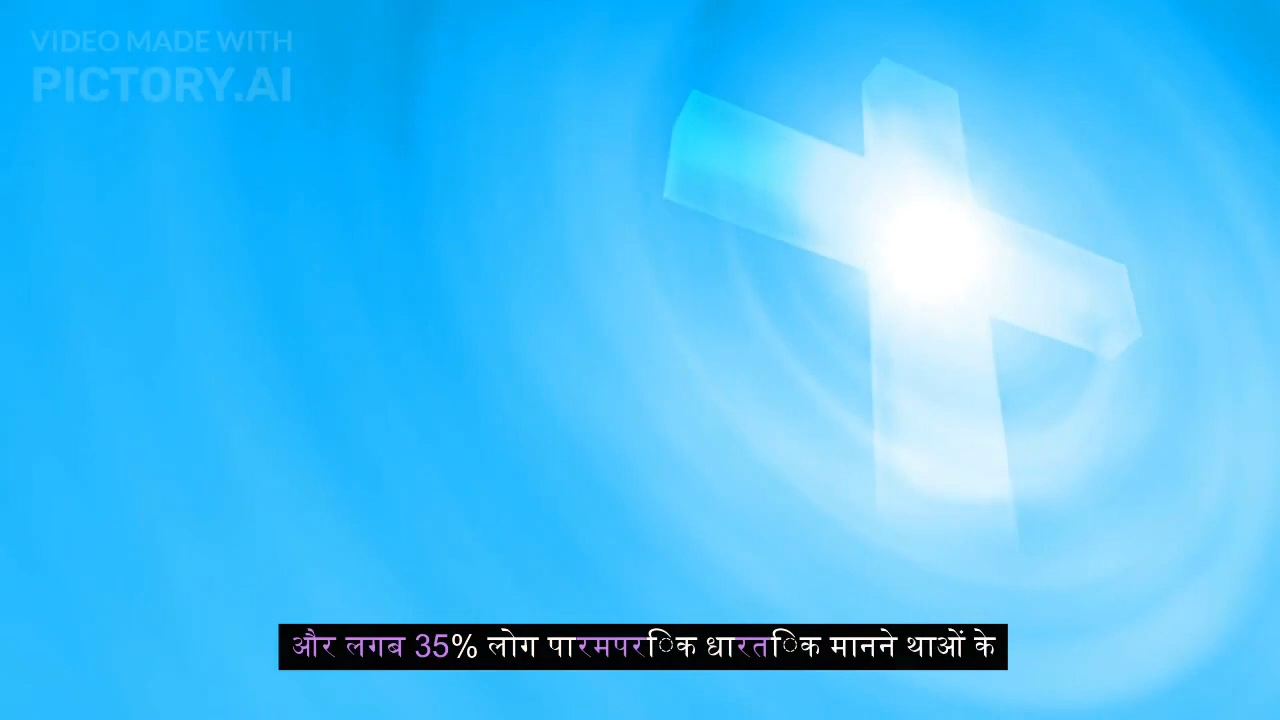 VIDEO MADE WITH
PICTORY.AI
और लगब 35% लोग पारमपरिक धारतिक मानने थाओं के